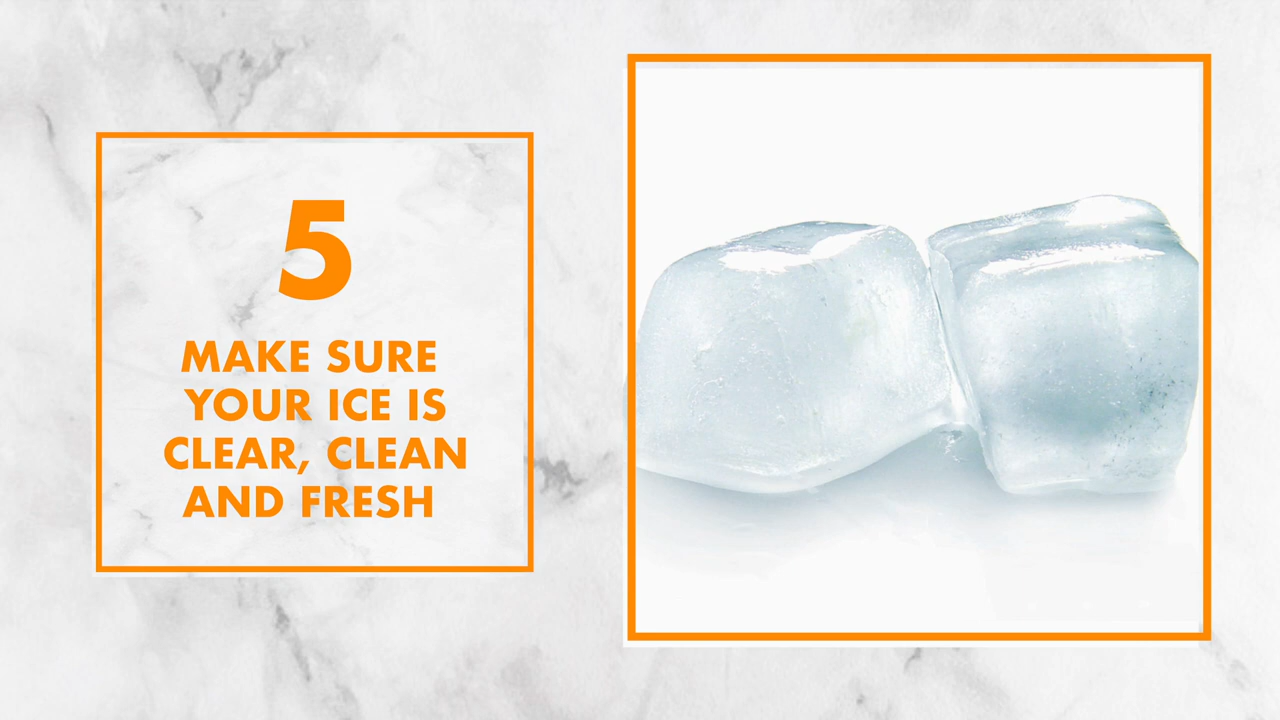 5
MAKE SURE
YOUR ICE IS
CLEAR, CLEAN
AND FRESH